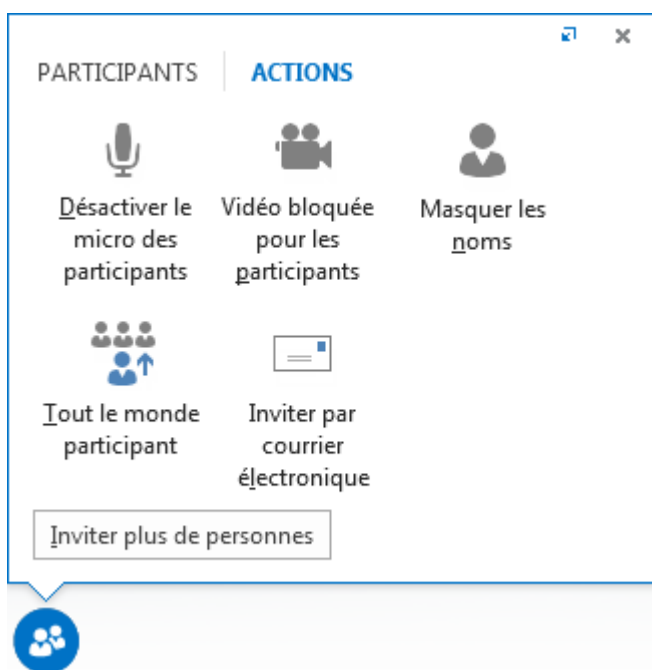 PARTICIPANTS ACTIONS
Désactiver le
micro des
participants
Vidéo bloquée
pour les
participants
Masquer les
noms
Tout le monde
participant
Inviter par
courrier
électronique
Inviter plus de personnes